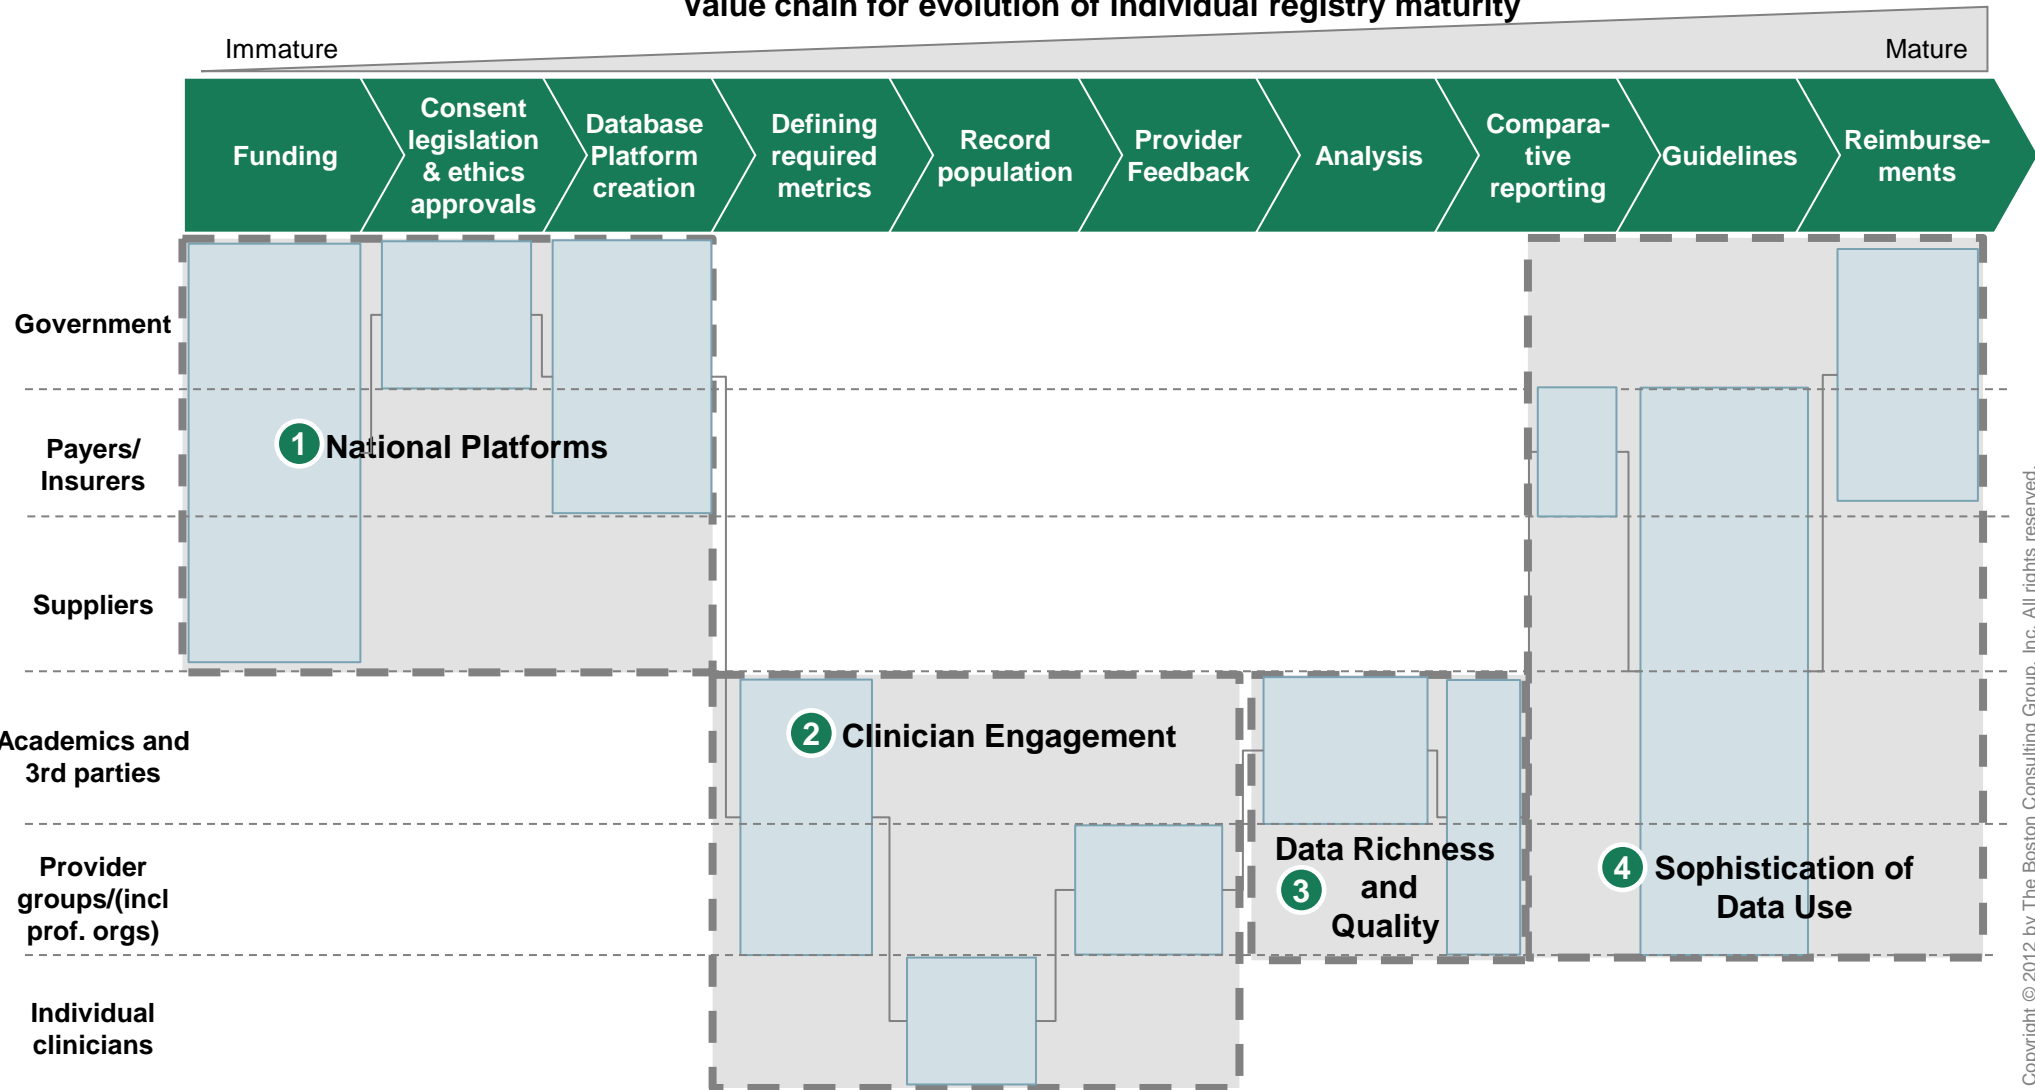 Value chain for evolution of individual registry maturity
Immature
Mature
Funding
Consent
legislation
& ethics
approvals
Database
Platform
creation
Defining
required
metrics
Record
population
Provider
Feedback
Analysis
Compara-
tive
reporting
Guidelines
Reimburse-
ments
Government
Payers/
Insurers
Suppliers
Academics and
3rd parties
Provider
groups/(incl
prof. orgs)
Individual
clinicians
1 National Platforms
2 Clinician Engagement
3
Data Richness
and
Quality
4 Sophistication of
Data Use
Copyright © 2012 by The Boston Consulting Group, Inc. All rights reserved.